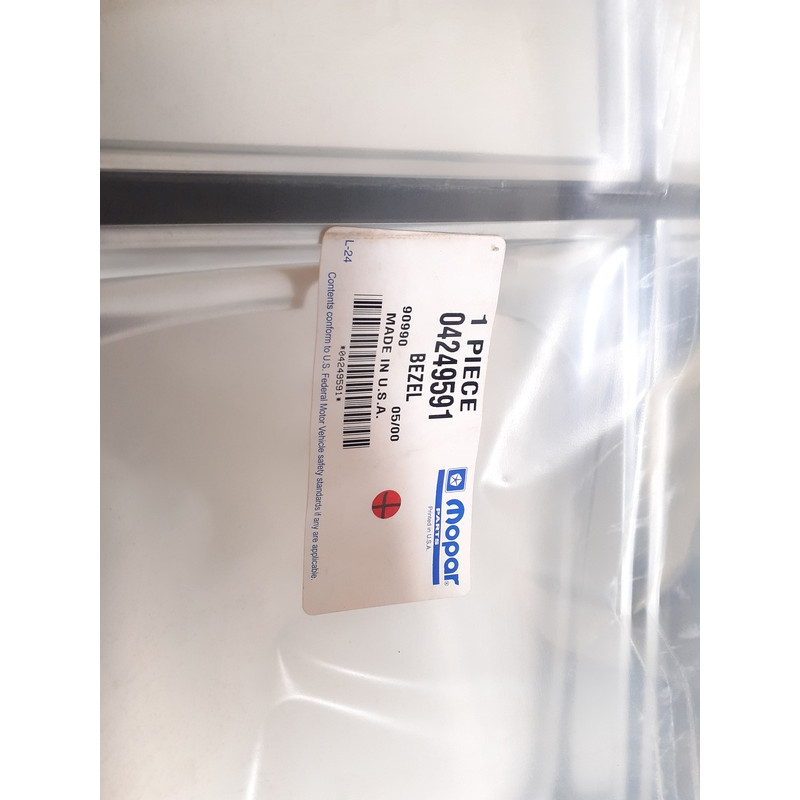 1 PIECE
04249591
BEZEL
90990 05/00
MADE IN U.S.A.
*04249591*
L-24
Contents conform to U.S. Federal Motor Vehicle safety standards if any are applicable.
Mopar®
PARTS
Printed in U.S.A.